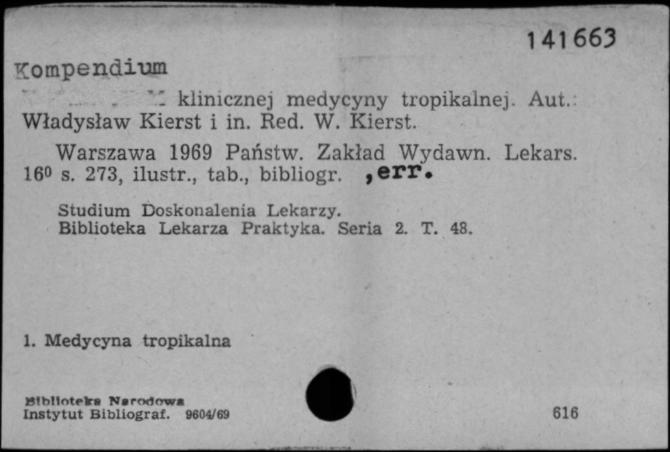 141663
Kompendium
klinicznej medycyny tropikalnej. Aut.:
Władysław Kierst i in. Red. W. Kierst.
Warszawa 1969 Państw. Zakład Wydawn. Lekars.
16⁰ s. 273, ilustr., tab., bibliogr. ,err.
Studium Doskonalenia Lekarzy.
Biblioteka Lekarza Praktyka. Seria 2. T. 48.
1. Medycyna tropikalna
Biblioteka Narodowa
Instytut Bibliograf. 9604/69
616